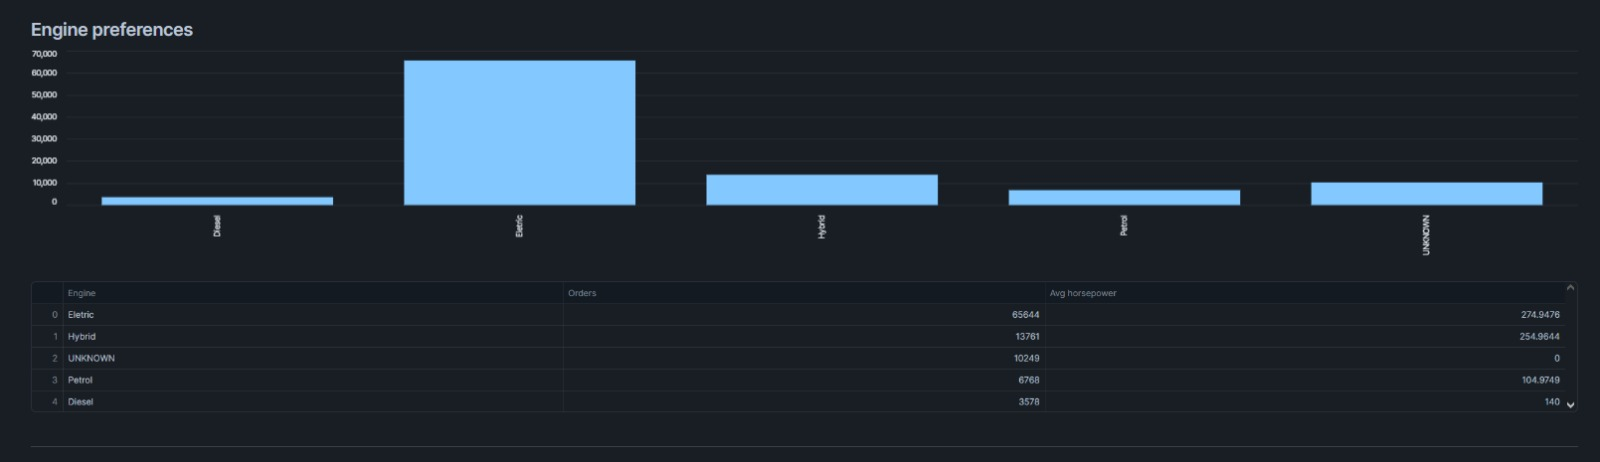 Engine preferences
70,000
60,000
50,000
40,000
30,000
20,000
10,000
0
Diesel
Eletric
Hybrid
Petrol
UNKNOWN
Engine Orders Avg horsepower
0 Eletric 65644 274.9476
1 Hybrid 13761 254.9644
2 UNKNOWN 10249 0
3 Petrol 6768 104.9749
4 Diesel 3578 140